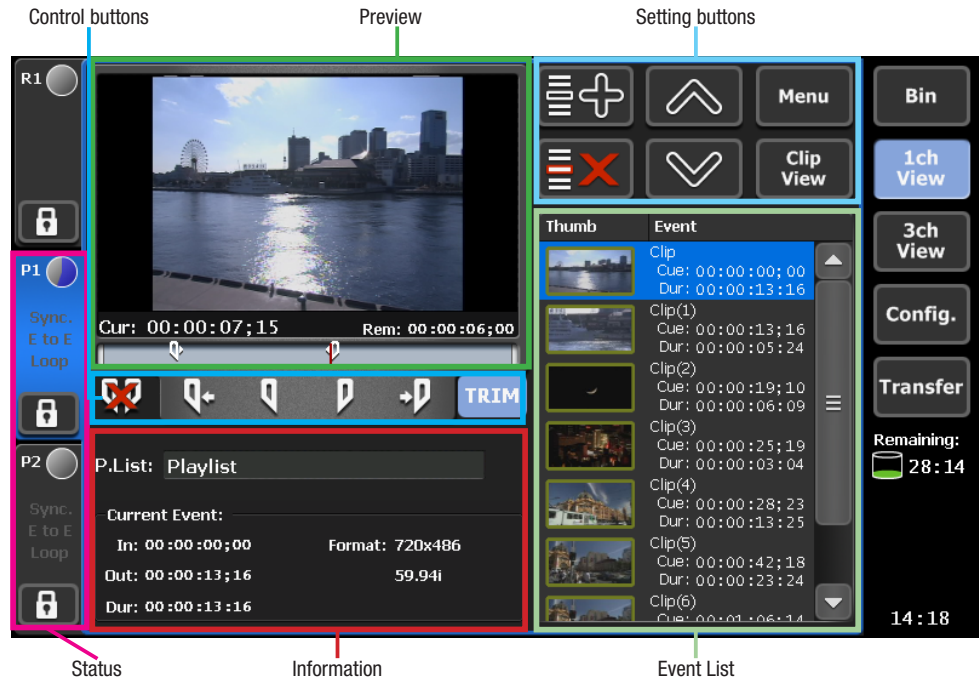 Control buttons
Preview
Setting buttons
R1
P1
Sync.
E to E
Loop
P2
Sync.
E to E
Loop
Cur: 00:00:07;15
Rem: 00:00:06;00
TRIM
P.List: Playlist
Current Event:
In: 00:00:00;00
Format: 720x486
Out: 00:00:13;16
59.94i
Dur: 00:00:13:16
Menu
Clip
View
Thumb
Event
Clip
Cue: 00:00:00;00
Dur: 00:00:13:16
Clip(1)
Cue: 00:00:13;16
Dur: 00:00:05:24
Clip(2)
Cue: 00:00:19;10
Dur: 00:00:06:09
Clip(3)
Cue: 00:00:25;19
Dur: 00:00:03:04
Clip(4)
Cue: 00:00:28;23
Dur: 00:00:13:25
Clip(5)
Cue: 00:00:42;18
Dur: 00:00:23:24
Clip(6)
Cue: 00:01:06:14
Bin
1ch
View
3ch
View
Config.
Transfer
Remaining:
28:14
14:18
Status
Information
Event List